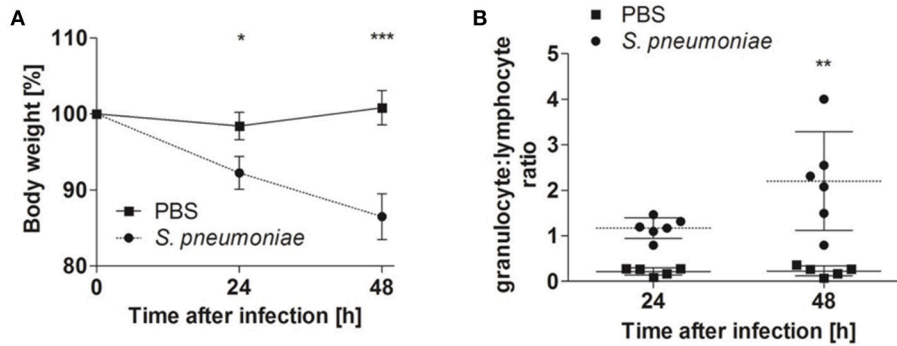 A
110
100
90
80
Body weight [%]
* ***
PBS
S. pneumoniae
0 24 48
Time after infection [h]
B
PBS
S. pneumoniae
5
4
3
2
1
0
granulocyte:lymphocyte
ratio
**
24 48
Time after infection [h]